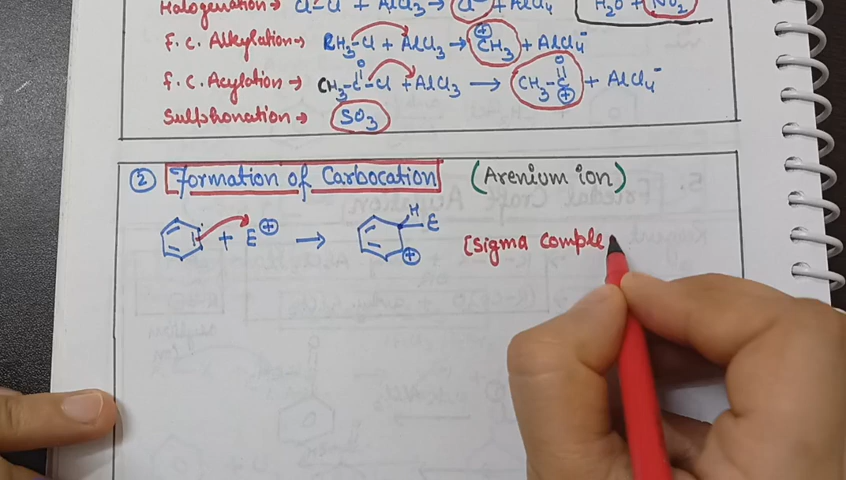 Halogenation→ Cl-Cl + AlCl₃ → Cl⁺ + AlCl₄⁻ H₂O + NO₂
F.C. Alkylation→ CH₃-Cl + AlCl₃ → ⊕CH₃ + AlCl₄⁻
F.C. Acylation→ CH₃-C(=O)-Cl + AlCl₃ → CH₃-C(=O)⊕ + AlCl₄⁻
Sulphonation→ SO₃
② Formation of Carbocation (Arenium ion)
+ E⊕ → H E ⊕ [sigma comple